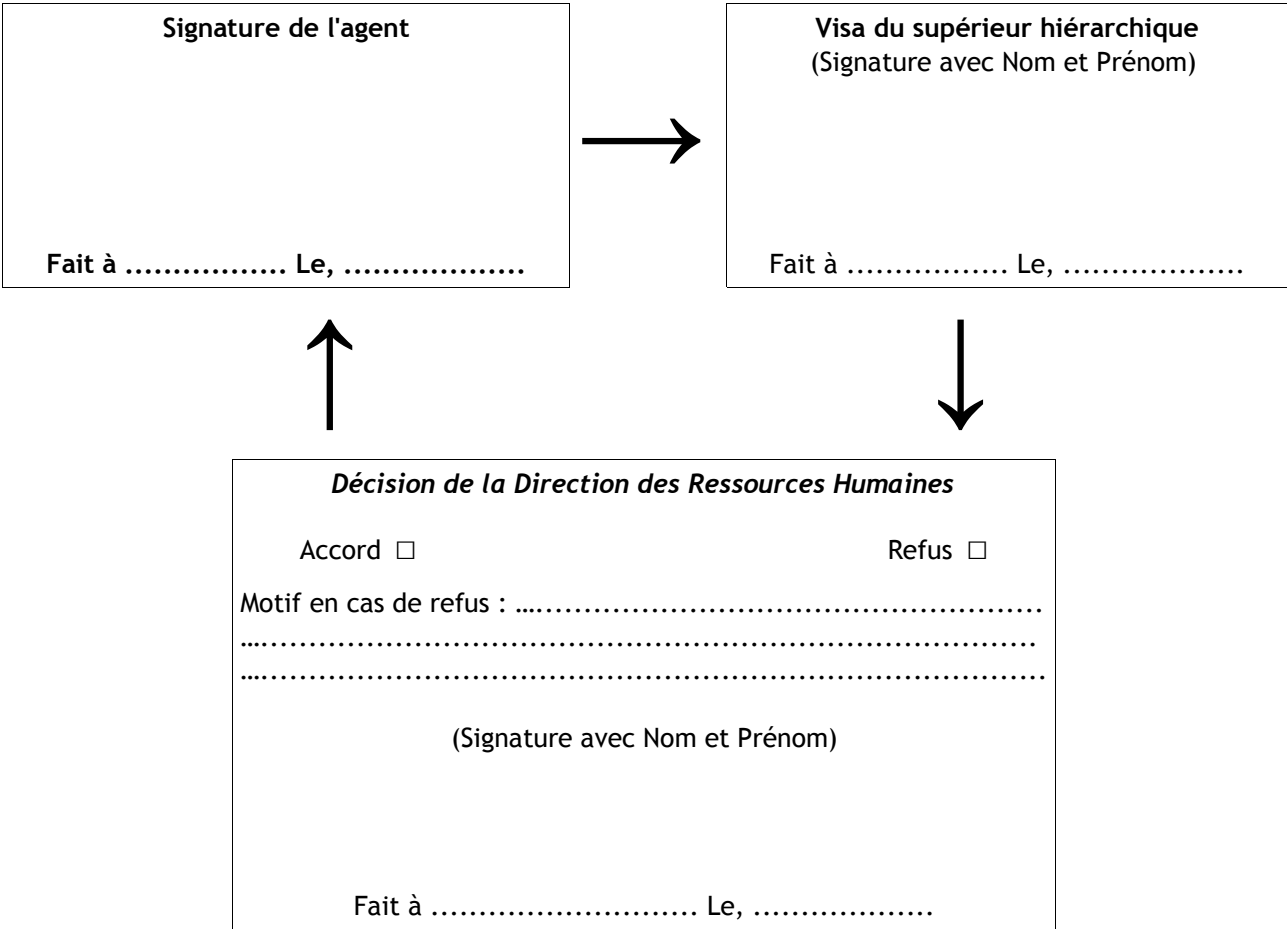 Signature de l'agent
Fait à ................. Le, ...................
Visa du supérieur hiérarchique
(Signature avec Nom et Prénom)
Fait à ................. Le, ...................
Décision de la Direction des Ressources Humaines
Accord □ Refus □
Motif en cas de refus : ….....................................................
…................................................................................
….................................................................................
(Signature avec Nom et Prénom)
Fait à ............................ Le, ...................